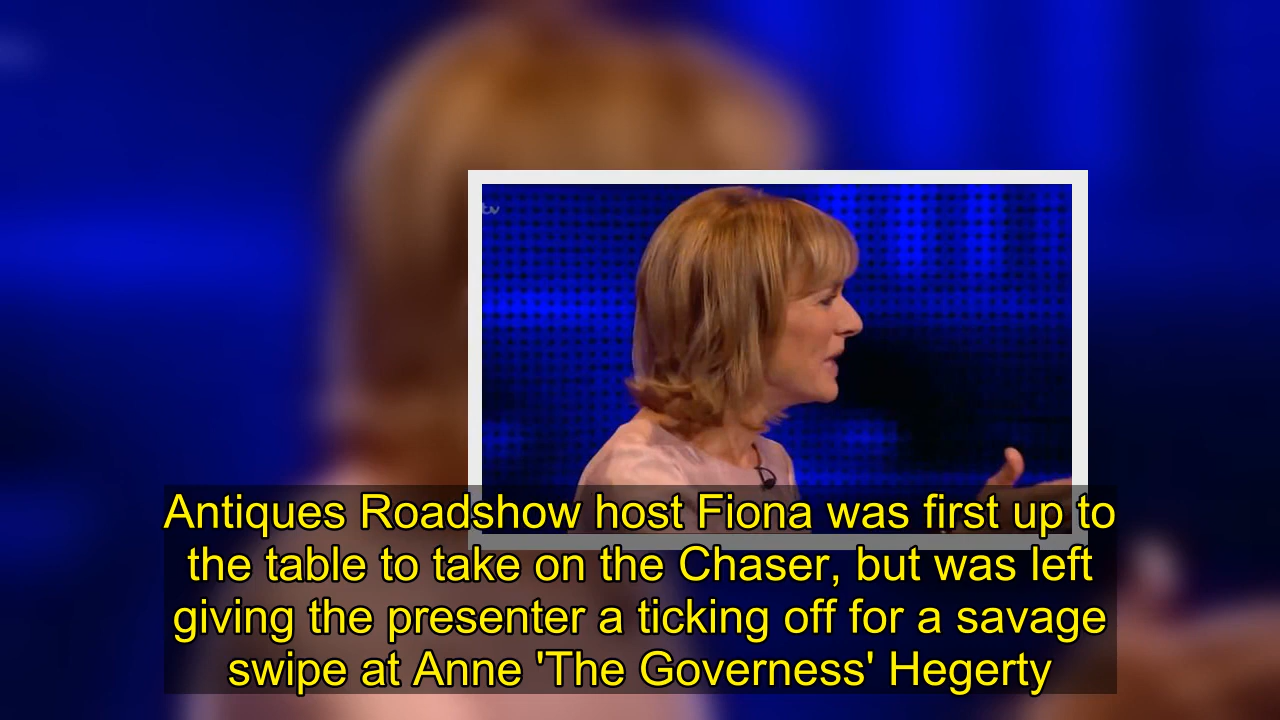 itv
Antiques Roadshow host Fiona was first up to
the table to take on the Chaser, but was left
giving the presenter a ticking off for a savage
swipe at Anne 'The Governess' Hegerty